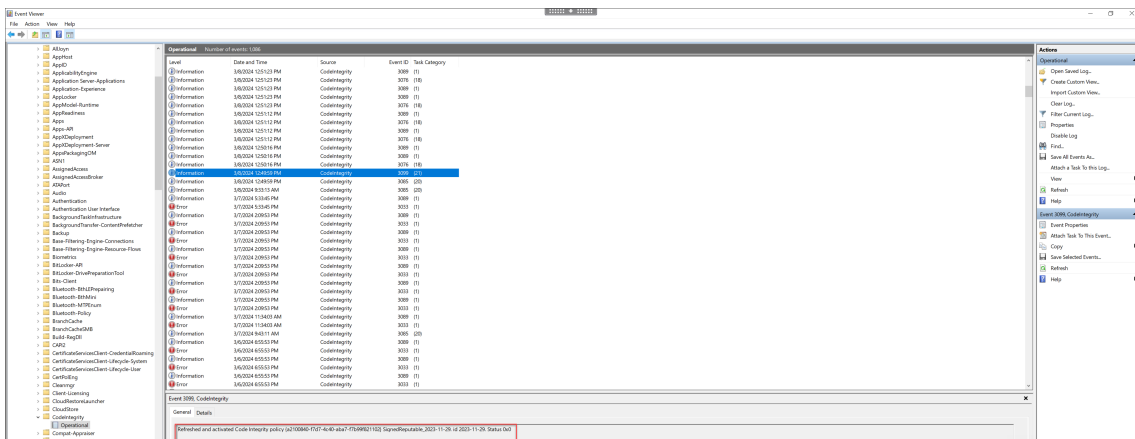 Event Viewer
File Action View Help
AllJoyn
AppHost
AppID
ApplicabilityEngine
Application Server-Applications
Application-Experience
AppLocker
AppModel-Runtime
AppReadiness
Apps
Apps-API
AppXDeployment
AppXDeployment-Server
AppxPackagingOM
ASN1
AssignedAccess
AssignedAccessBroker
ATAPort
Audio
Authentication
Authentication User Interface
BackgroundTaskInfrastructure
BackgroundTransfer-ContentPrefetcher
Backup
Base-Filtering-Engine-Connections
Base-Filtering-Engine-Resource-Flows
Biometrics
BitLocker-API
BitLocker-DrivePreparationTool
Bits-Client
Bluetooth-BthLEPrepairing
Bluetooth-BthMini
Bluetooth-MTPEnum
Bluetooth-Policy
BranchCache
BranchCacheSMB
Build-RegDll
CAPI2
CertificateServicesClient-CredentialRoaming
CertificateServicesClient-Lifecycle-System
CertificateServicesClient-Lifecycle-User
CertPolEng
Cleanmgr
Client-Licensing
CloudRestoreLauncher
CloudStore
CodeIntegrity
Operational
Compat-Appraiser
Operational Number of events: 1,086
Level Date and Time Source Event ID Task Category
Information 3/8/2024 12:51:23 PM CodeIntegrity 3089 (1)
Information 3/8/2024 12:51:23 PM CodeIntegrity 3076 (18)
Information 3/8/2024 12:51:23 PM CodeIntegrity 3089 (1)
Information 3/8/2024 12:51:23 PM CodeIntegrity 3089 (1)
Information 3/8/2024 12:51:23 PM CodeIntegrity 3076 (18)
Information 3/8/2024 12:51:12 PM CodeIntegrity 3089 (1)
Information 3/8/2024 12:51:12 PM CodeIntegrity 3076 (18)
Information 3/8/2024 12:51:12 PM CodeIntegrity 3089 (1)
Information 3/8/2024 12:51:12 PM CodeIntegrity 3076 (18)
Information 3/8/2024 12:50:16 PM CodeIntegrity 3089 (1)
Information 3/8/2024 12:50:16 PM CodeIntegrity 3089 (1)
Information 3/8/2024 12:50:16 PM CodeIntegrity 3076 (18)
Information 3/8/2024 12:49:59 PM CodeIntegrity 3099 (21)
Information 3/8/2024 12:49:59 PM CodeIntegrity 3085 (20)
Information 3/8/2024 9:33:13 AM CodeIntegrity 3085 (20)
Information 3/7/2024 5:33:45 PM CodeIntegrity 3089 (1)
Error 3/7/2024 5:33:45 PM CodeIntegrity 3033 (1)
Information 3/7/2024 2:09:53 PM CodeIntegrity 3089 (1)
Error 3/7/2024 2:09:53 PM CodeIntegrity 3033 (1)
Information 3/7/2024 2:09:53 PM CodeIntegrity 3089 (1)
Error 3/7/2024 2:09:53 PM CodeIntegrity 3033 (1)
Information 3/7/2024 2:09:53 PM CodeIntegrity 3089 (1)
Error 3/7/2024 2:09:53 PM CodeIntegrity 3033 (1)
Information 3/7/2024 2:09:53 PM CodeIntegrity 3089 (1)
Error 3/7/2024 2:09:53 PM CodeIntegrity 3033 (1)
Information 3/7/2024 2:09:53 PM CodeIntegrity 3089 (1)
Error 3/7/2024 2:09:53 PM CodeIntegrity 3033 (1)
Information 3/7/2024 2:09:53 PM CodeIntegrity 3089 (1)
Error 3/7/2024 2:09:53 PM CodeIntegrity 3033 (1)
Information 3/7/2024 11:34:03 AM CodeIntegrity 3089 (1)
Error 3/7/2024 11:34:03 AM CodeIntegrity 3033 (1)
Information 3/7/2024 9:43:11 AM CodeIntegrity 3085 (20)
Information 3/6/2024 6:55:53 PM CodeIntegrity 3089 (1)
Error 3/6/2024 6:55:53 PM CodeIntegrity 3033 (1)
Information 3/6/2024 6:55:53 PM CodeIntegrity 3089 (1)
Error 3/6/2024 6:55:53 PM CodeIntegrity 3033 (1)
Information 3/6/2024 6:55:53 PM CodeIntegrity 3089 (1)
Error 3/6/2024 6:55:53 PM CodeIntegrity 3033 (1)
Event 3099, CodeIntegrity
General Details
Refreshed and activated Code Integrity policy {a2100840-f7d7-4c40-aba7-f7b99f821102} SignedReputable_2023-11-29. id 2023-11-29. Status 0x0
Actions
Operational
Open Saved Log...
Create Custom View...
Import Custom View...
Clear Log...
Filter Current Log...
Properties
Disable Log
Find...
Save All Events As...
Attach a Task To this Log...
View
Refresh
Help
Event 3099, CodeIntegrity
Event Properties
Attach Task To This Event...
Copy
Save Selected Events...
Refresh
Help